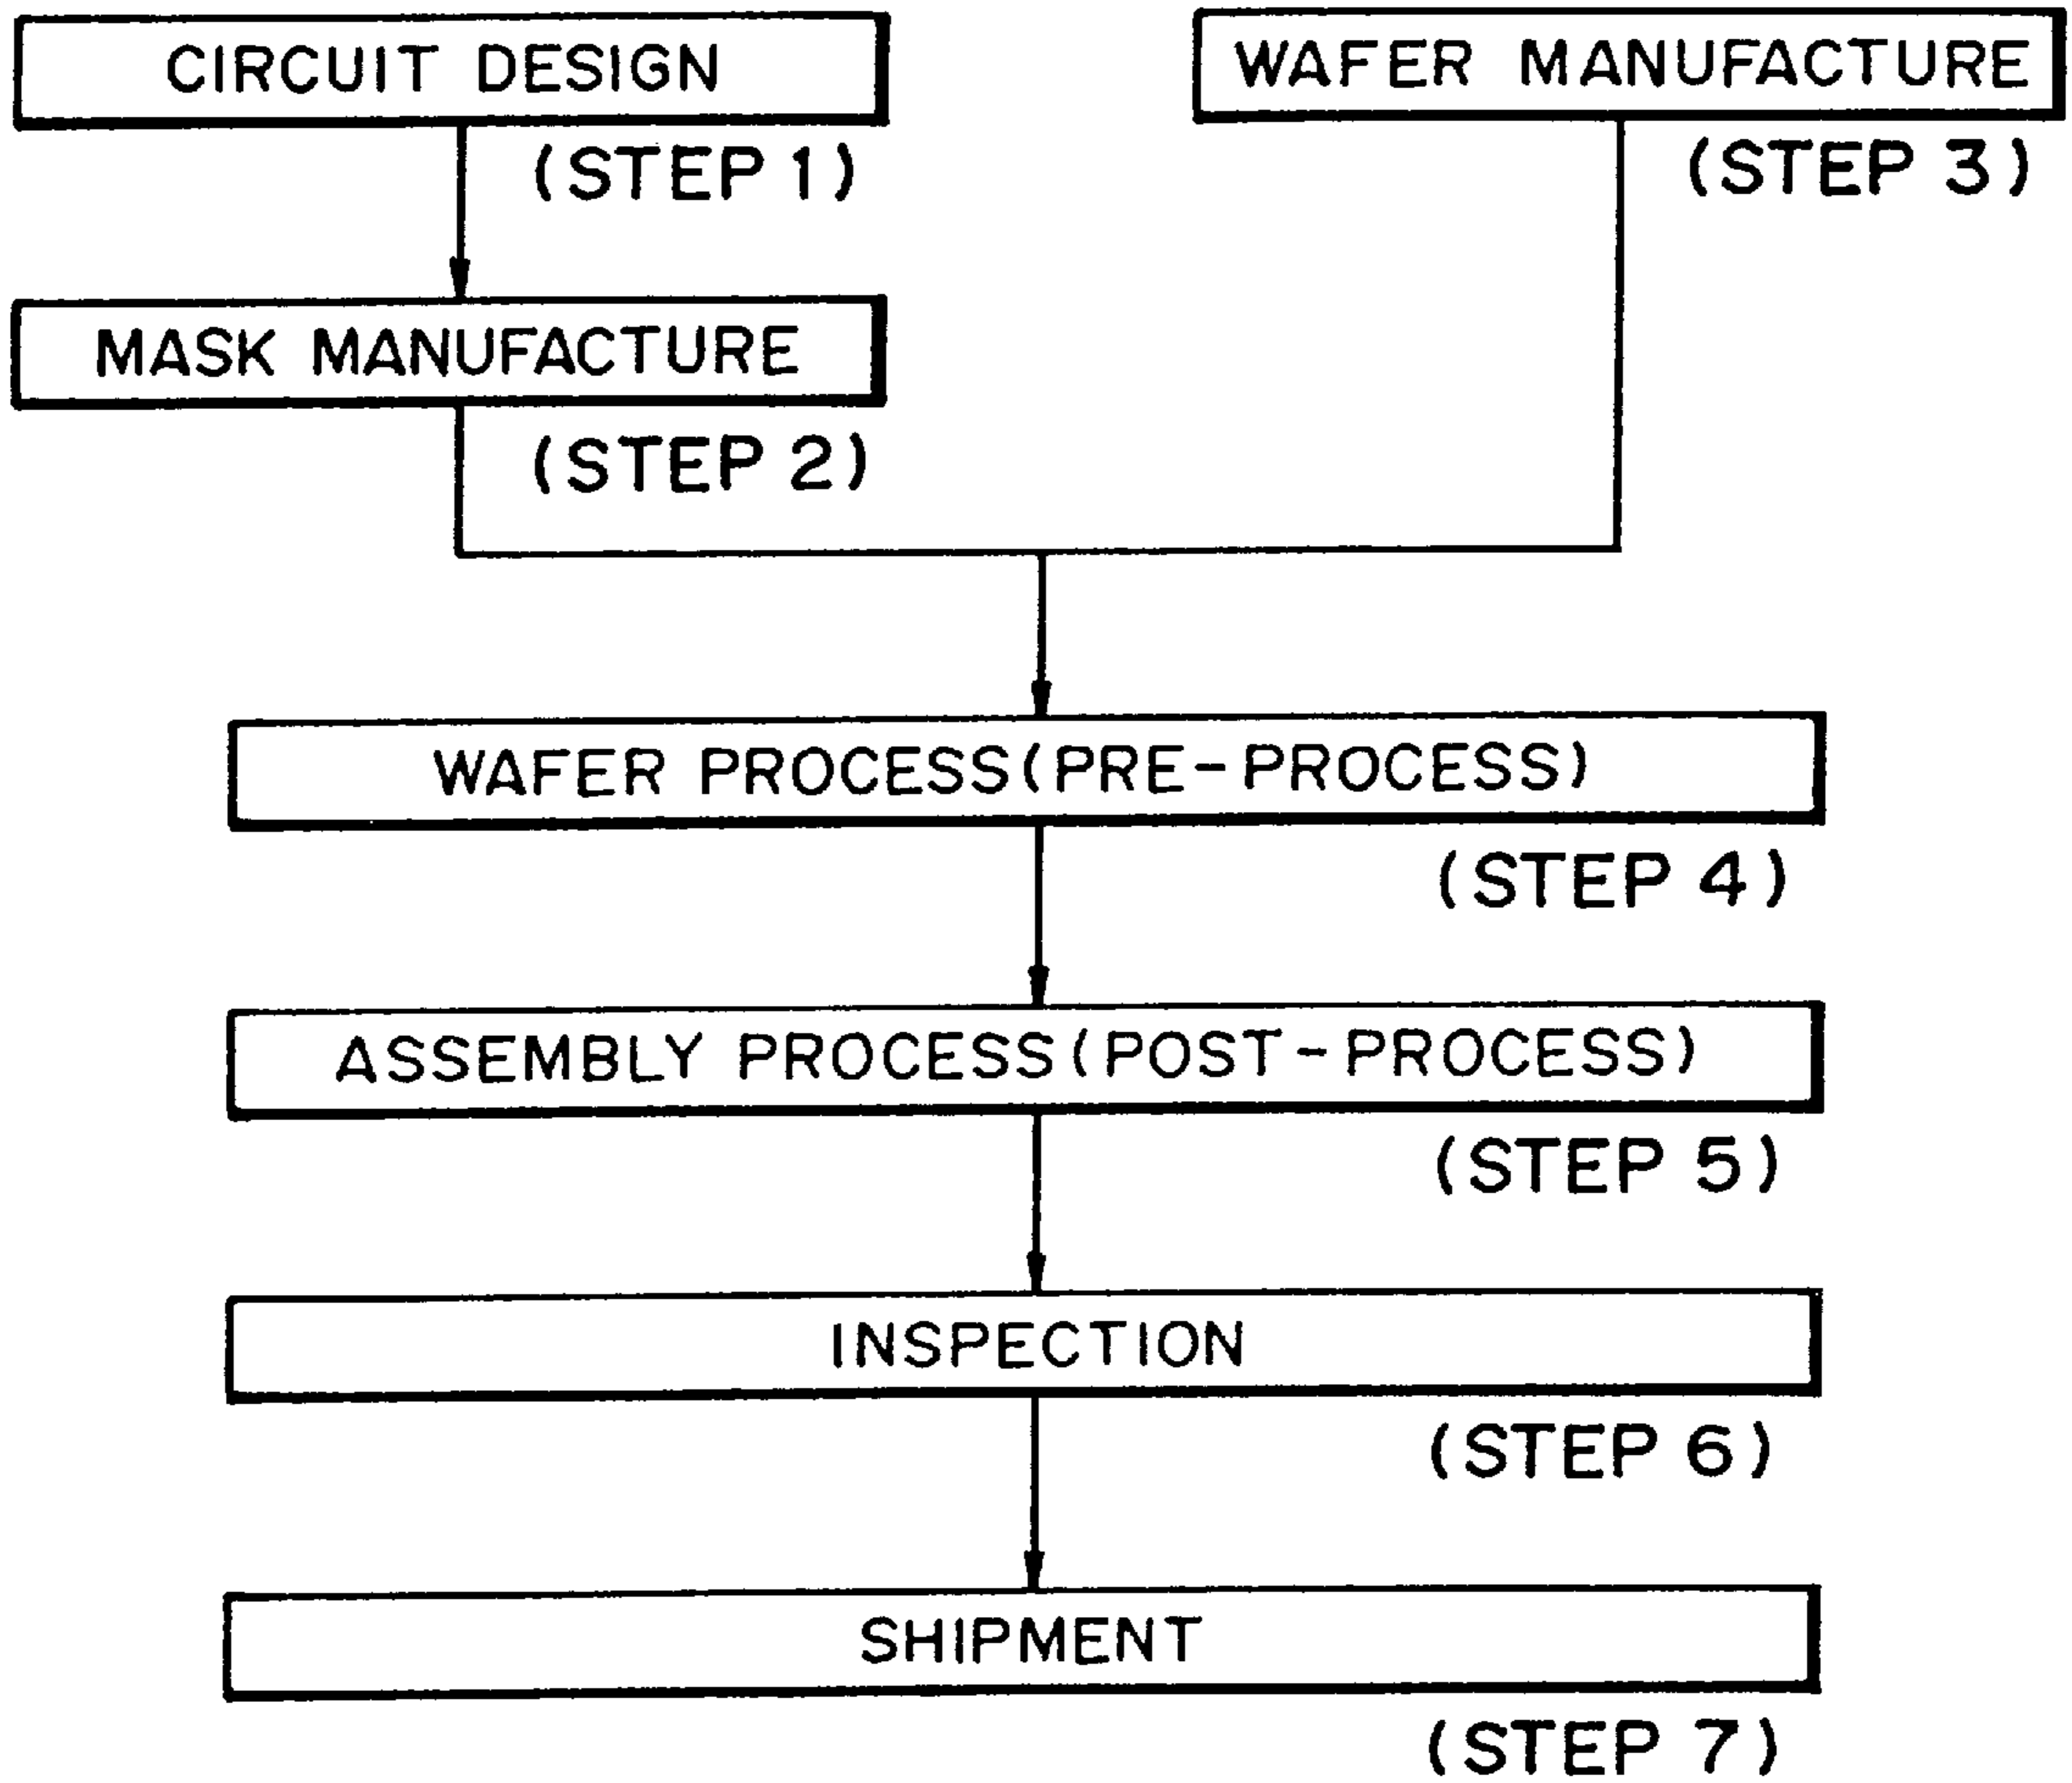 CIRCUIT DESIGN
(STEP 1)
WAFER MANUFACTURE
(STEP 3)
MASK MANUFACTURE
(STEP 2)
WAFER PROCESS(PRE-PROCESS)
(STEP 4)
ASSEMBLY PROCESS(POST-PROCESS)
(STEP 5)
INSPECTION
(STEP 6)
SHIPMENT
(STEP 7)